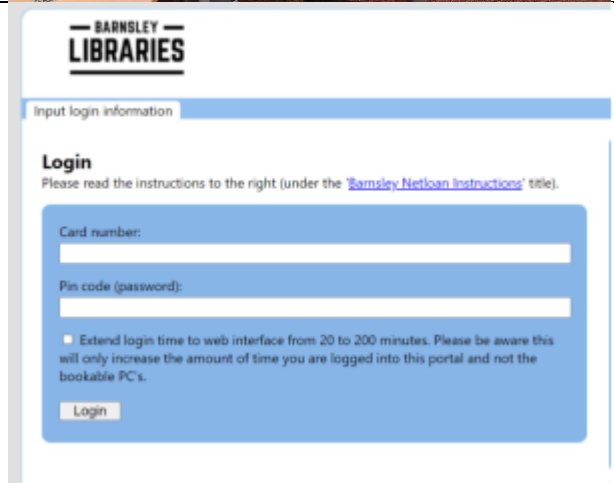 BARNSLEY
LIBRARIES
Input login information
Login
Please read the instructions to the right (under the 'Barnsley Netloan Instructions' title).
Card number:
Pin code (password):
Extend login time to web interface from 20 to 200 minutes. Please be aware this
will only increase the amount of time you are logged into this portal and not the
bookable PC's.
Login